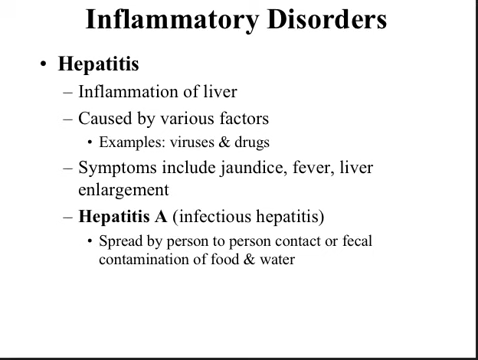 Inflammatory Disorders
• Hepatitis
– Inflammation of liver
– Caused by various factors
• Examples: viruses & drugs
– Symptoms include jaundice, fever, liver
enlargement
– Hepatitis A (infectious hepatitis)
• Spread by person to person contact or fecal
contamination of food & water